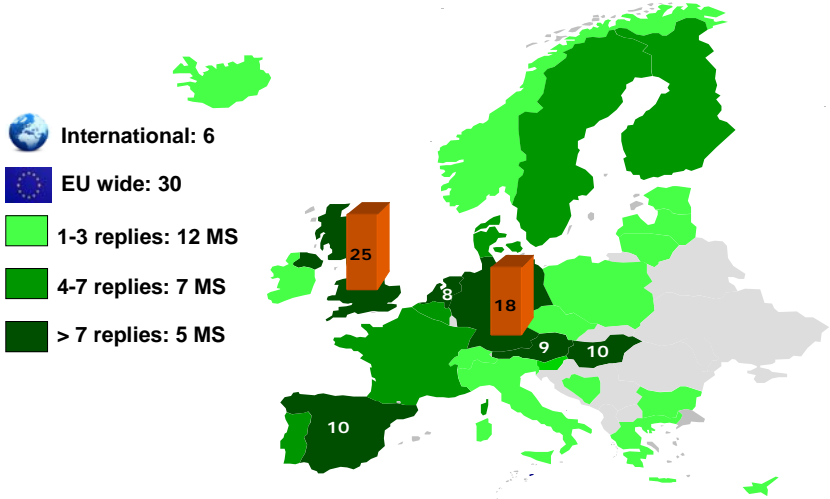 International: 6
EU wide: 30
1-3 replies: 12 MS
4-7 replies: 7 MS
> 7 replies: 5 MS
25
8
18
9
10
10